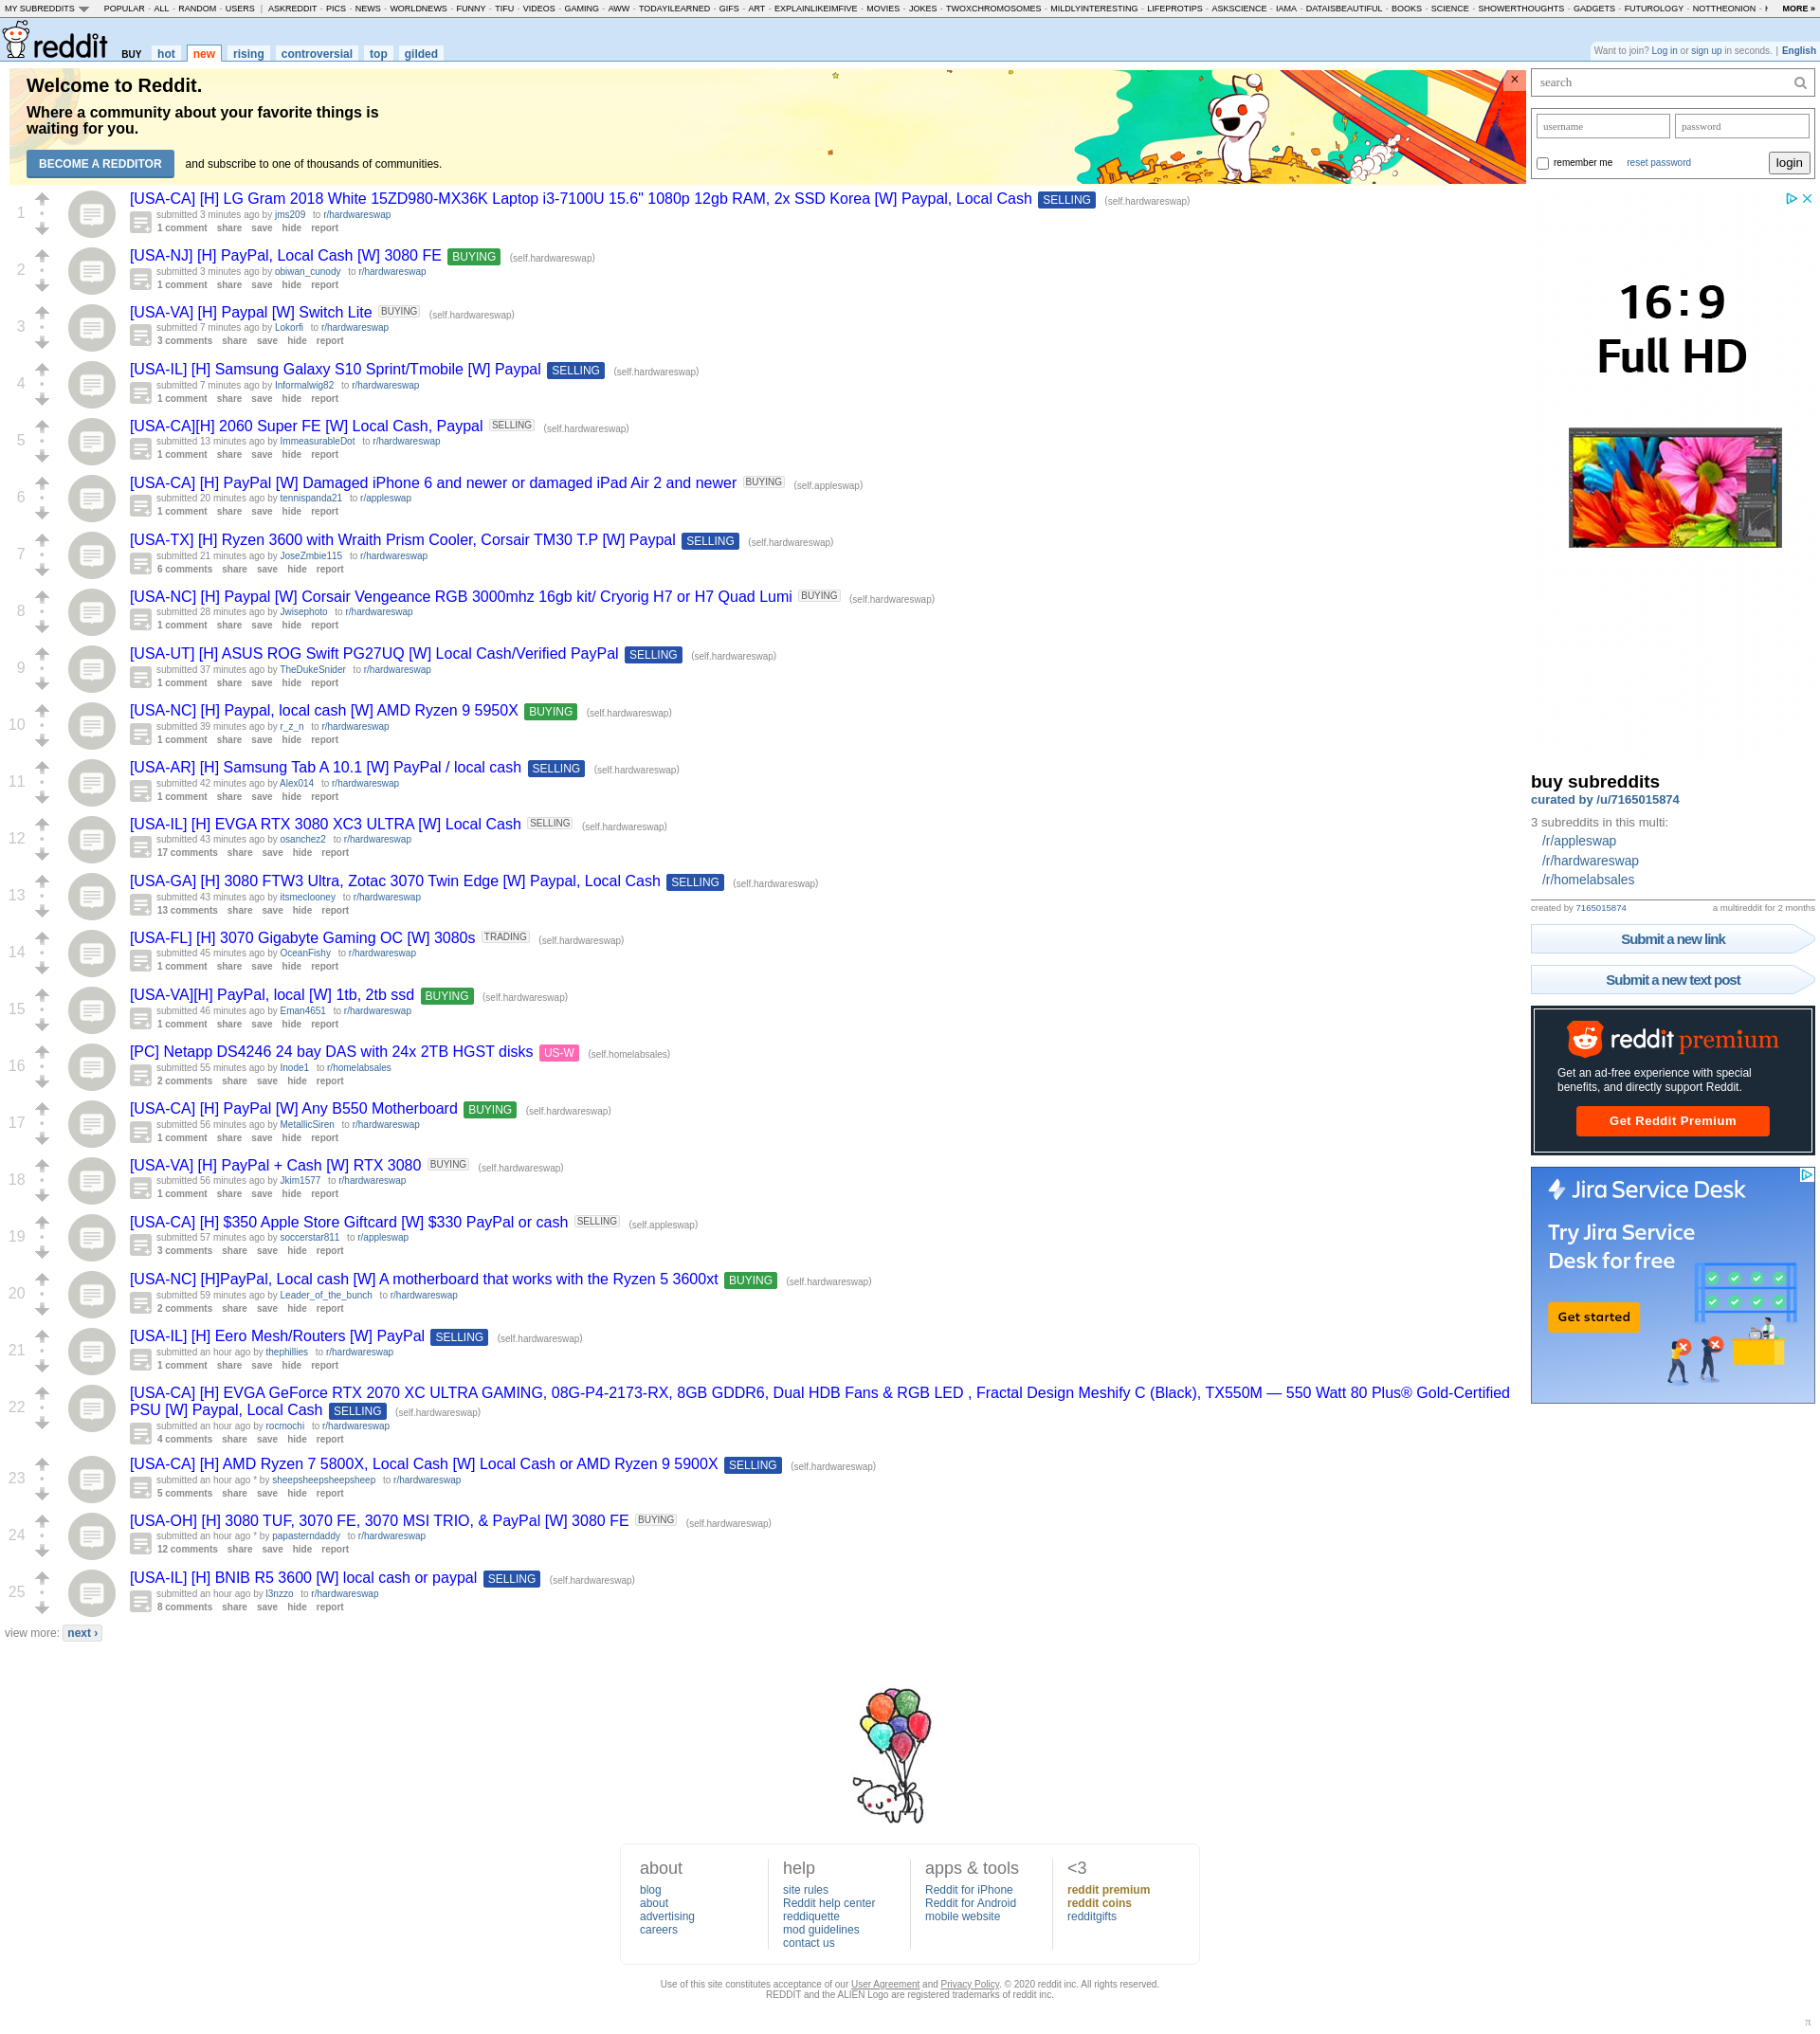 MY SUBREDDITS POPULAR - ALL - RANDOM - USERS | ASKREDDIT - PICS - NEWS - WORLDNEWS - FUNNY - TIFU - VIDEOS - GAMING - AWW - TODAYILEARNED - GIFS - ART - EXPLAINLIKEIMFIVE - MOVIES - JOKES - TWOXCHROMOSOMES - MILDLYINTERESTING - LIFEPROTIPS - ASKSCIENCE - IAMA - DATAISBEAUTIFUL - BOOKS - SCIENCE - SHOWERTHOUGHTS - GADGETS - FUTUROLOGY - NOTTHEONION - MORE »
reddit BUY hot new rising controversial top gilded
Want to join? Log in or sign up in seconds. | English
Welcome to Reddit.
Where a community about your favorite things is
waiting for you.
BECOME A REDDITOR and subscribe to one of thousands of communities.
×
search
username password
remember me reset password login
1 [USA-CA] [H] LG Gram 2018 White 15ZD980-MX36K Laptop i3-7100U 15.6" 1080p 12gb RAM, 2x SSD Korea [W] Paypal, Local Cash SELLING (self.hardwareswap)
submitted 3 minutes ago by jms209 to r/hardwareswap
1 comment share save hide report
2 [USA-NJ] [H] PayPal, Local Cash [W] 3080 FE BUYING (self.hardwareswap)
submitted 3 minutes ago by obiwan_cunody to r/hardwareswap
1 comment share save hide report
3 [USA-VA] [H] Paypal [W] Switch Lite BUYING (self.hardwareswap)
submitted 7 minutes ago by Lokorfi to r/hardwareswap
3 comments share save hide report
4 [USA-IL] [H] Samsung Galaxy S10 Sprint/Tmobile [W] Paypal SELLING (self.hardwareswap)
submitted 7 minutes ago by Informalwig82 to r/hardwareswap
1 comment share save hide report
5 [USA-CA][H] 2060 Super FE [W] Local Cash, Paypal SELLING (self.hardwareswap)
submitted 13 minutes ago by ImmeasurableDot to r/hardwareswap
1 comment share save hide report
6 [USA-CA] [H] PayPal [W] Damaged iPhone 6 and newer or damaged iPad Air 2 and newer BUYING (self.appleswap)
submitted 20 minutes ago by tennispanda21 to r/appleswap
1 comment share save hide report
7 [USA-TX] [H] Ryzen 3600 with Wraith Prism Cooler, Corsair TM30 T.P [W] Paypal SELLING (self.hardwareswap)
submitted 21 minutes ago by JoseZmbie115 to r/hardwareswap
6 comments share save hide report
8 [USA-NC] [H] Paypal [W] Corsair Vengeance RGB 3000mhz 16gb kit/ Cryorig H7 or H7 Quad Lumi BUYING (self.hardwareswap)
submitted 28 minutes ago by Jwisephoto to r/hardwareswap
1 comment share save hide report
9 [USA-UT] [H] ASUS ROG Swift PG27UQ [W] Local Cash/Verified PayPal SELLING (self.hardwareswap)
submitted 37 minutes ago by TheDukeSnider to r/hardwareswap
1 comment share save hide report
10 [USA-NC] [H] Paypal, local cash [W] AMD Ryzen 9 5950X BUYING (self.hardwareswap)
submitted 39 minutes ago by r_z_n to r/hardwareswap
1 comment share save hide report
11 [USA-AR] [H] Samsung Tab A 10.1 [W] PayPal / local cash SELLING (self.hardwareswap)
submitted 42 minutes ago by Alex014 to r/hardwareswap
1 comment share save hide report
12 [USA-IL] [H] EVGA RTX 3080 XC3 ULTRA [W] Local Cash SELLING (self.hardwareswap)
submitted 43 minutes ago by osanchez2 to r/hardwareswap
17 comments share save hide report
13 [USA-GA] [H] 3080 FTW3 Ultra, Zotac 3070 Twin Edge [W] Paypal, Local Cash SELLING (self.hardwareswap)
submitted 43 minutes ago by itsmeclooney to r/hardwareswap
13 comments share save hide report
14 [USA-FL] [H] 3070 Gigabyte Gaming OC [W] 3080s TRADING (self.hardwareswap)
submitted 45 minutes ago by OceanFishy to r/hardwareswap
1 comment share save hide report
15 [USA-VA][H] PayPal, local [W] 1tb, 2tb ssd BUYING (self.hardwareswap)
submitted 46 minutes ago by Eman4651 to r/hardwareswap
1 comment share save hide report
16 [PC] Netapp DS4246 24 bay DAS with 24x 2TB HGST disks US-W (self.homelabsales)
submitted 55 minutes ago by Inode1 to r/homelabsales
2 comments share save hide report
17 [USA-CA] [H] PayPal [W] Any B550 Motherboard BUYING (self.hardwareswap)
submitted 56 minutes ago by MetallicSiren to r/hardwareswap
1 comment share save hide report
18 [USA-VA] [H] PayPal + Cash [W] RTX 3080 BUYING (self.hardwareswap)
submitted 56 minutes ago by Jkim1577 to r/hardwareswap
1 comment share save hide report
19 [USA-CA] [H] $350 Apple Store Giftcard [W] $330 PayPal or cash SELLING (self.appleswap)
submitted 57 minutes ago by soccerstar811 to r/appleswap
3 comments share save hide report
20 [USA-NC] [H]PayPal, Local cash [W] A motherboard that works with the Ryzen 5 3600xt BUYING (self.hardwareswap)
submitted 59 minutes ago by Leader_of_the_bunch to r/hardwareswap
2 comments share save hide report
21 [USA-IL] [H] Eero Mesh/Routers [W] PayPal SELLING (self.hardwareswap)
submitted an hour ago by thephillies to r/hardwareswap
1 comment share save hide report
22 [USA-CA] [H] EVGA GeForce RTX 2070 XC ULTRA GAMING, 08G-P4-2173-RX, 8GB GDDR6, Dual HDB Fans & RGB LED , Fractal Design Meshify C (Black), TX550M — 550 Watt 80 Plus® Gold-Certified
PSU [W] Paypal, Local Cash SELLING (self.hardwareswap)
submitted an hour ago by rocmochi to r/hardwareswap
4 comments share save hide report
23 [USA-CA] [H] AMD Ryzen 7 5800X, Local Cash [W] Local Cash or AMD Ryzen 9 5900X SELLING (self.hardwareswap)
submitted an hour ago * by sheepsheepsheepsheep to r/hardwareswap
5 comments share save hide report
24 [USA-OH] [H] 3080 TUF, 3070 FE, 3070 MSI TRIO, & PayPal [W] 3080 FE BUYING (self.hardwareswap)
submitted an hour ago * by papasterndaddy to r/hardwareswap
12 comments share save hide report
25 [USA-IL] [H] BNIB R5 3600 [W] local cash or paypal SELLING (self.hardwareswap)
submitted an hour ago by l3nzzo to r/hardwareswap
8 comments share save hide report
view more: next ›
16:9
Full HD
buy subreddits
curated by /u/7165015874
3 subreddits in this multi:
/r/appleswap
/r/hardwareswap
/r/homelabsales
created by 7165015874 a multireddit for 2 months
Submit a new link
Submit a new text post
reddit premium
Get an ad-free experience with special
benefits, and directly support Reddit.
Get Reddit Premium
Jira Service Desk
Try Jira Service
Desk for free
Get started
about help apps & tools <3
blog site rules Reddit for iPhone reddit premium
about Reddit help center Reddit for Android reddit coins
advertising reddiquette mobile website redditgifts
careers mod guidelines
contact us
Use of this site constitutes acceptance of our User Agreement and Privacy Policy. © 2020 reddit inc. All rights reserved.
REDDIT and the ALIEN Logo are registered trademarks of reddit inc.
π